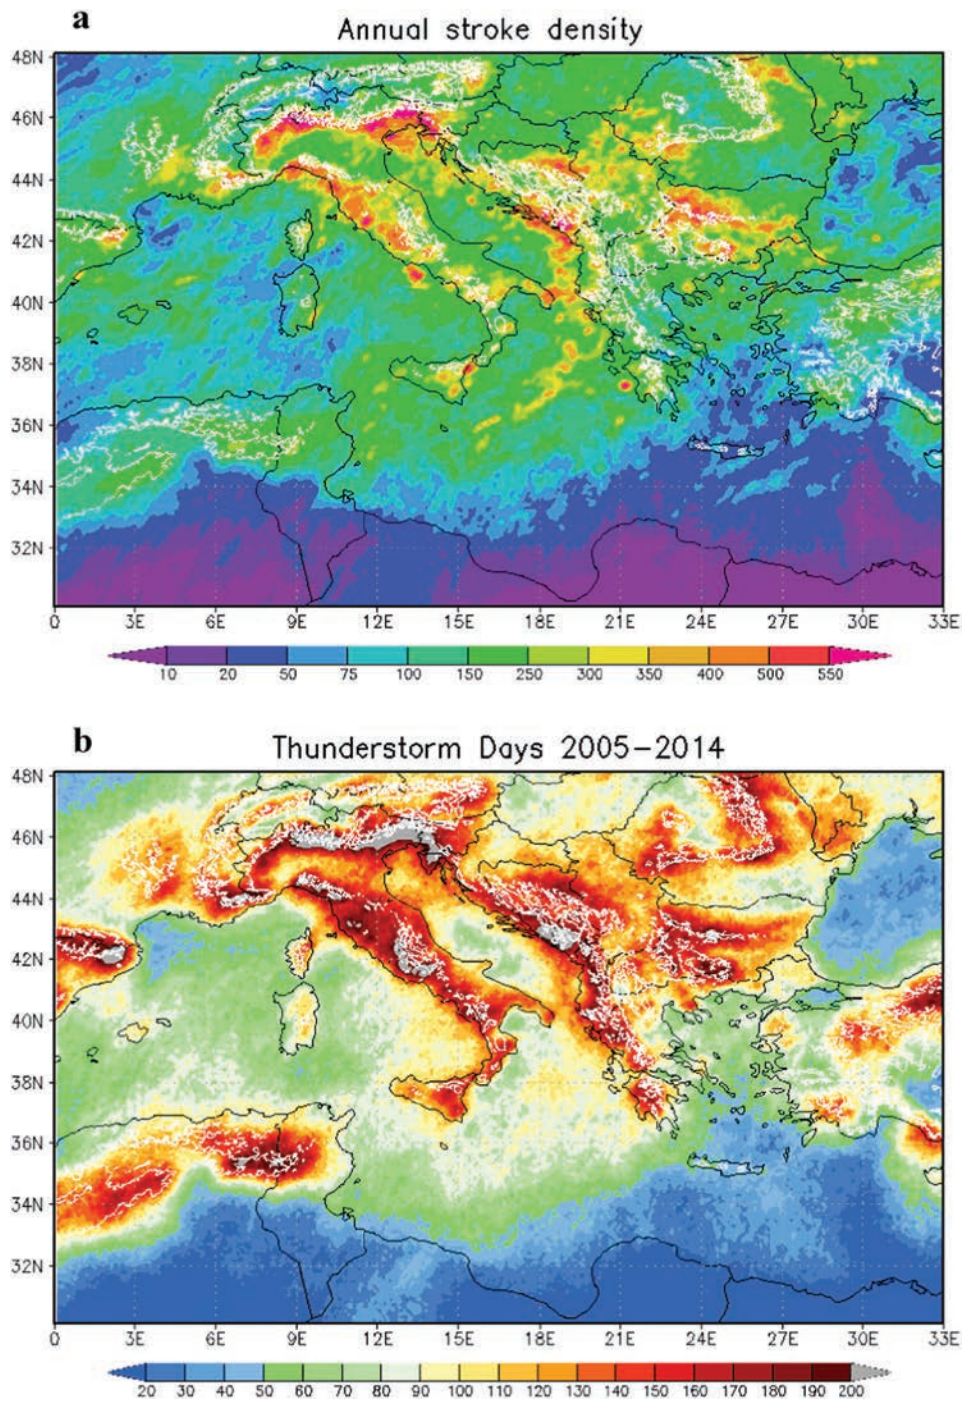 a
Annual stroke density
48N
46N
44N
42N
40N
38N
36N
34N
32N
0 3E 6E 9E 12E 15E 18E 21E 24E 27E 30E 33E
10 20 50 75 100 150 250 300 350 400 500 550
b
Thunderstorm Days 2005-2014
48N
46N
44N
42N
40N
38N
36N
34N
32N
0 3E 6E 9E 12E 15E 18E 21E 24E 27E 30E 33E
20 30 40 50 60 70 80 90 100 110 120 130 140 150 160 170 180 190 200